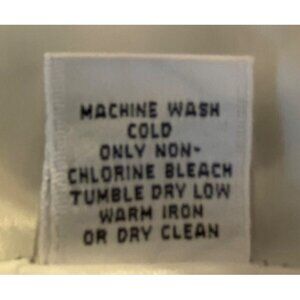 MACHINE WASH
COLD
ONLY NON-
CHLORINE BLEACH
TUMBLE DRY LOW
WARM IRON
OR DRY CLEAN